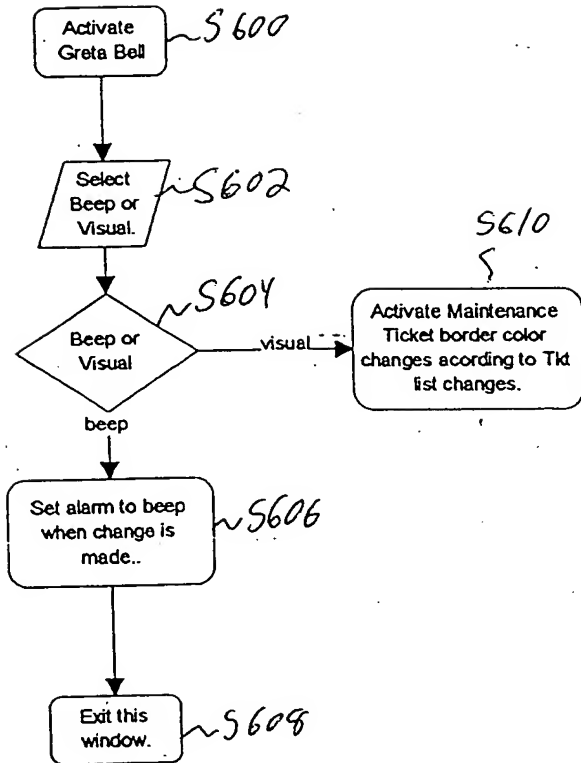 Activate
Greta Bell
S600
Select
Beep or
Visual.
S602
S604
Beep or
Visual
visual
S610
Activate Maintenance
Ticket border color
changes acording to Tkt
list changes.
beep
Set alarm to beep
when change is
made..
S606
Exit this
window.
S608